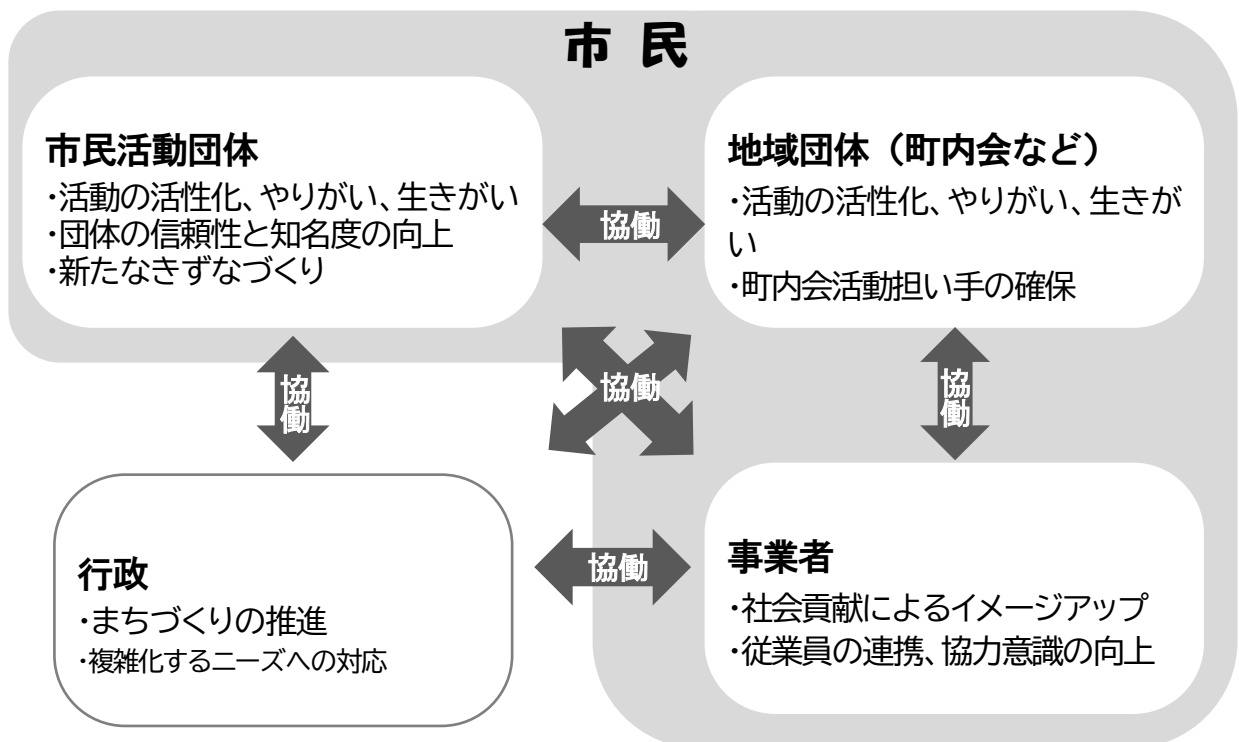 市 民
市民活動団体
・活動の活性化、やりがい、生きがい
・団体の信頼性と知名度の向上
・新たなきずなづくり
協働
地域団体（町内会など）
・活動の活性化、やりがい、生きが
い
・町内会活動担い手の確保
協働
協働
協働
行政
・まちづくりの推進
・複雑化するニーズへの対応
協働
事業者
・社会貢献によるイメージアップ
・従業員の連携、協力意識の向上